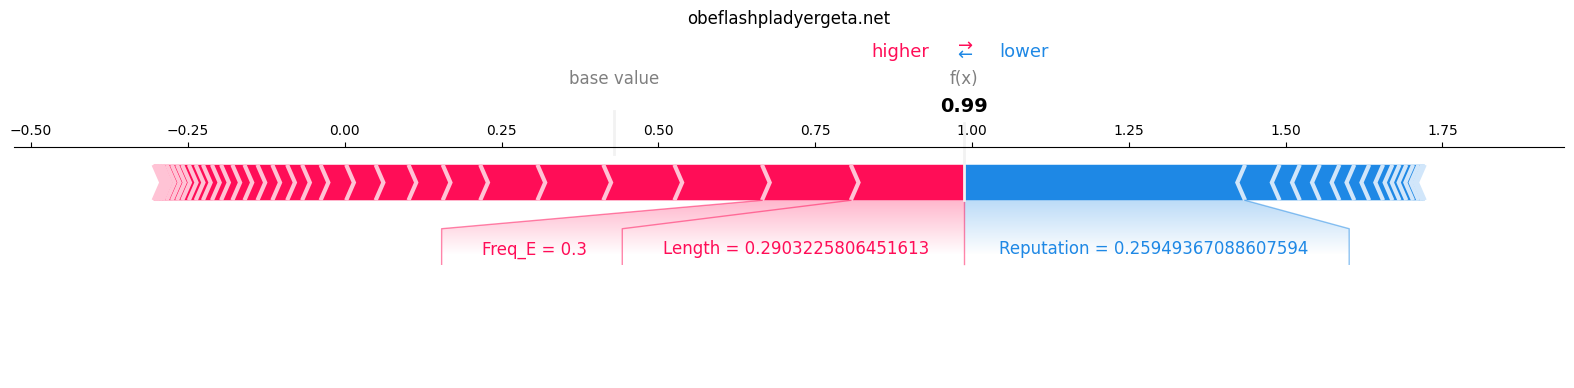 obeflashpladyergeta.net
higher ⇄ lower
base value f(x)
0.99
−0.50 −0.25 0.00 0.25 0.50 0.75 1.00 1.25 1.50 1.75
Freq_E = 0.3 Length = 0.2903225806451613 Reputation = 0.25949367088607594